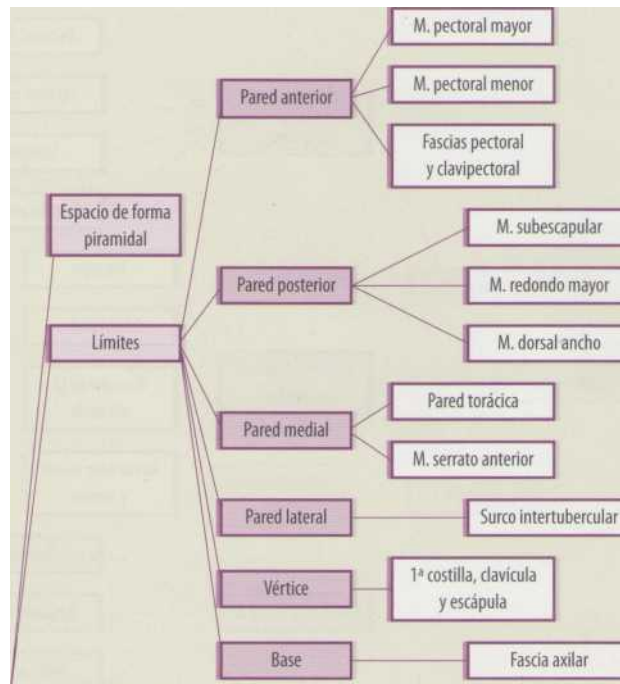 M. pectoral mayor
Pared anterior
M. pectoral menor
Fascias pectoral
y clavipectoral
Espacio de forma
piramidal
M. subescapular
Pared posterior
M. redondo mayor
Límites
M. dorsal ancho
Pared torácica
Pared medial
M. serrato anterior
Pared lateral
Surco intertubercular
Vértice
1ª costilla, clavícula
y escápula
Base
Fascia axilar